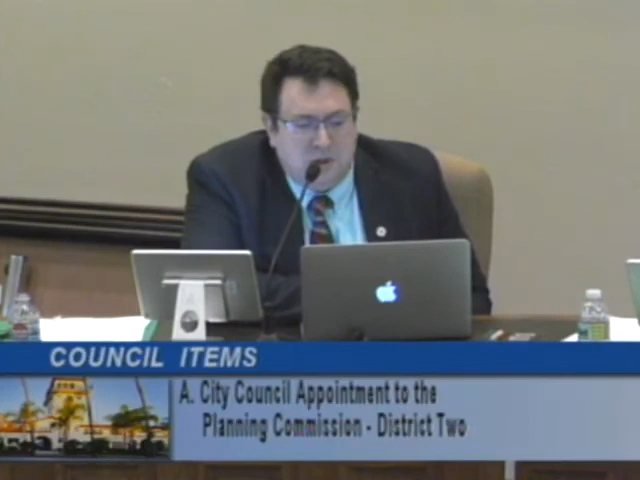 COUNCIL ITEMS
A. City Council Appointment to the
Planning Commission - District Two